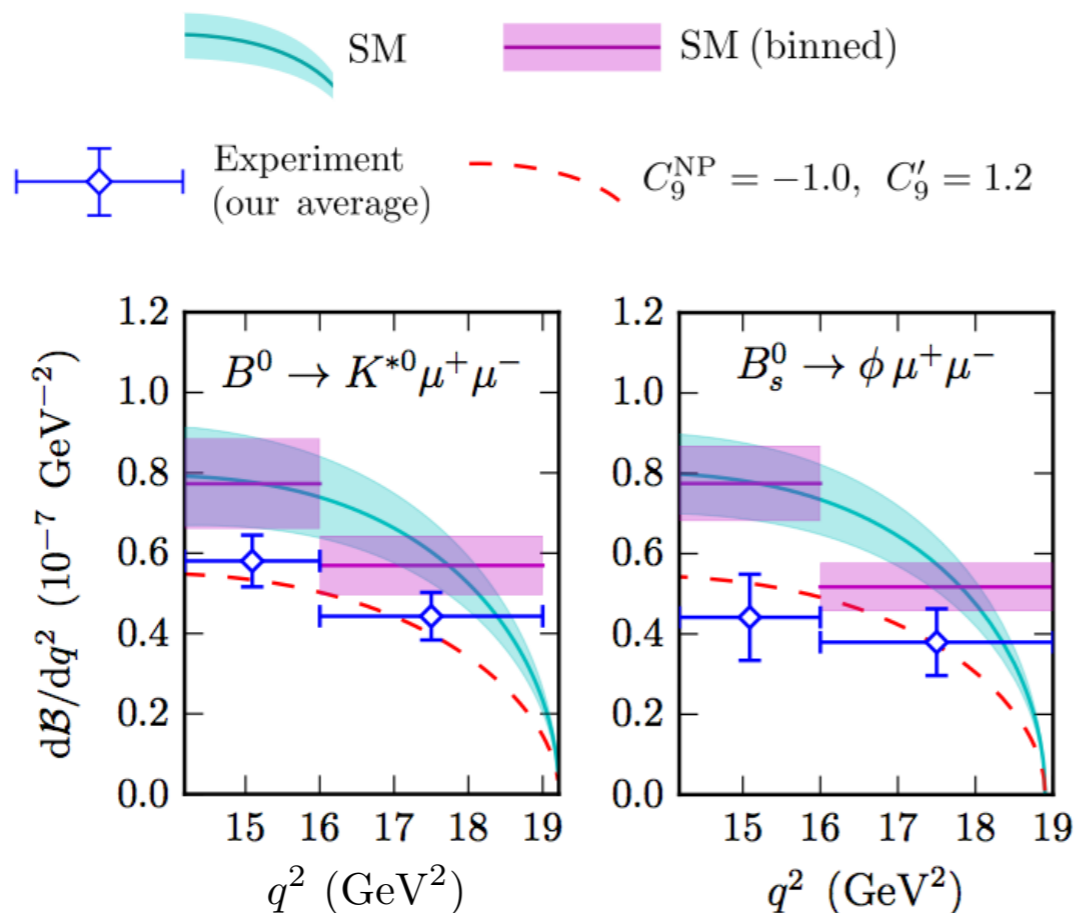 SM
SM (binned)
Experiment
(our average)
C₉ᴺᴾ = −1.0, C₉′ = 1.2
dℬ/dq² (10⁻⁷ GeV⁻²)
1.2
1.0
0.8
0.6
0.4
0.2
0.0
B⁰ → K*⁰μ⁺μ⁻
15 16 17 18 19
q² (GeV²)
1.2
1.0
0.8
0.6
0.4
0.2
0.0
B⁰ₛ → ϕ μ⁺μ⁻
15 16 17 18 19
q² (GeV²)